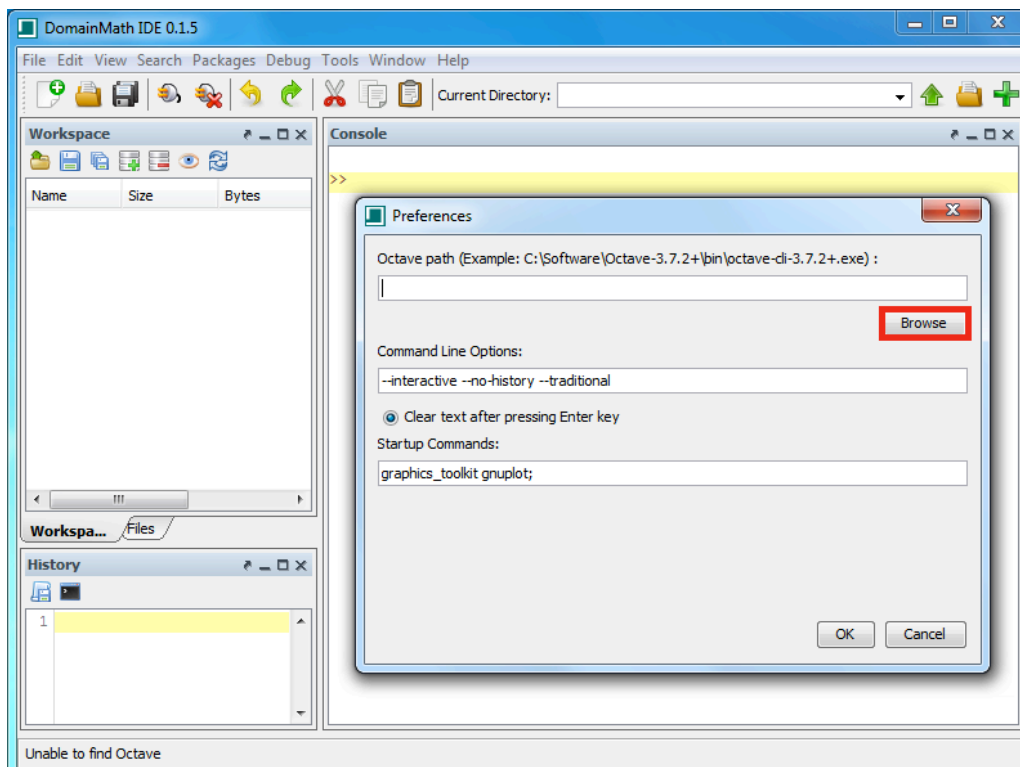 DomainMath IDE 0.1.5
File Edit View Search Packages Debug Tools Window Help
Current Directory:
Workspace
Name Size Bytes
Workspa... Files
History
1
Console
>>
Preferences
Octave path (Example: C:\Software\Octave-3.7.2+\bin\octave-cli-3.7.2+.exe) :
Browse
Command Line Options:
--interactive --no-history --traditional
Clear text after pressing Enter key
Startup Commands:
graphics_toolkit gnuplot;
OK Cancel
Unable to find Octave